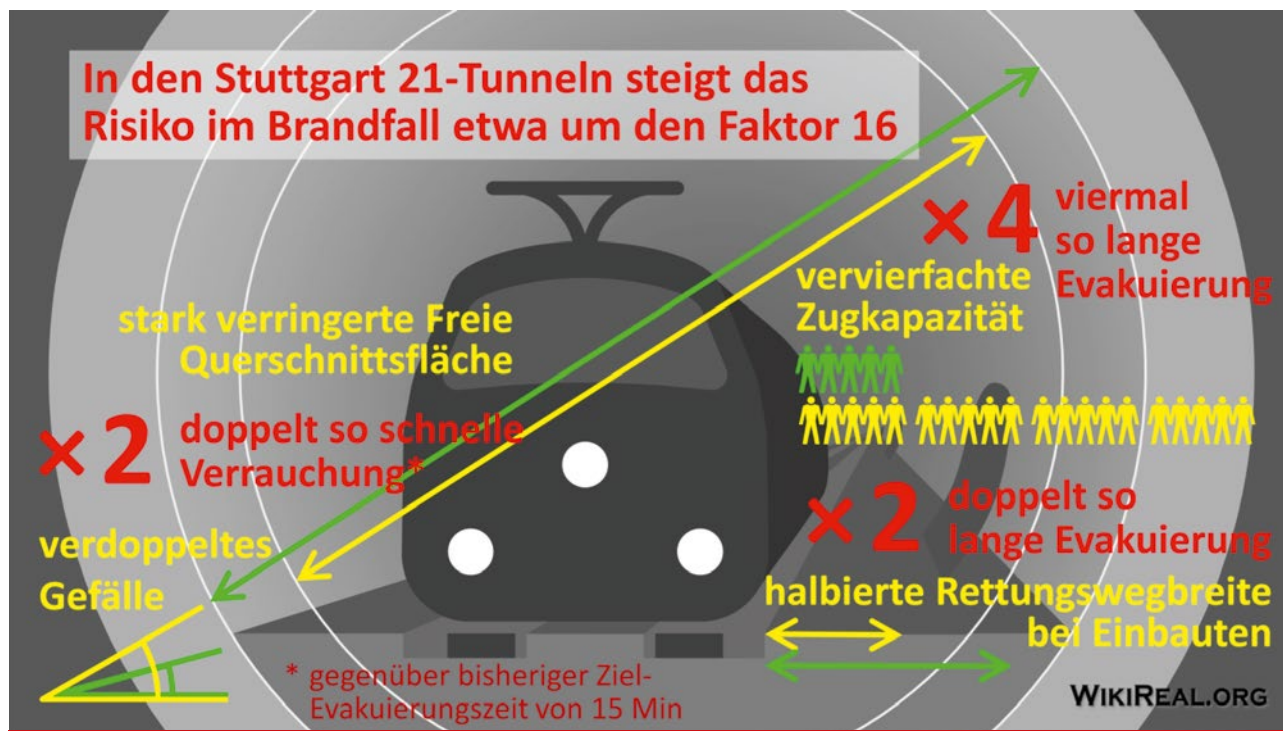 In den Stuttgart 21-Tunneln steigt das
Risiko im Brandfall etwa um den Faktor 16
× 4 viermal
so lange
Evakuierung
vervierfachte
Zugkapazität
stark verringerte Freie
Querschnittsfläche
× 2 doppelt so schnelle
Verrauchung*
verdoppeltes
Gefälle
× 2 doppelt so
lange Evakuierung
halbierte Rettungswegbreite
bei Einbauten
* gegenüber bisheriger Ziel-
Evakuierungszeit von 15 Min
WIKIREAL.ORG